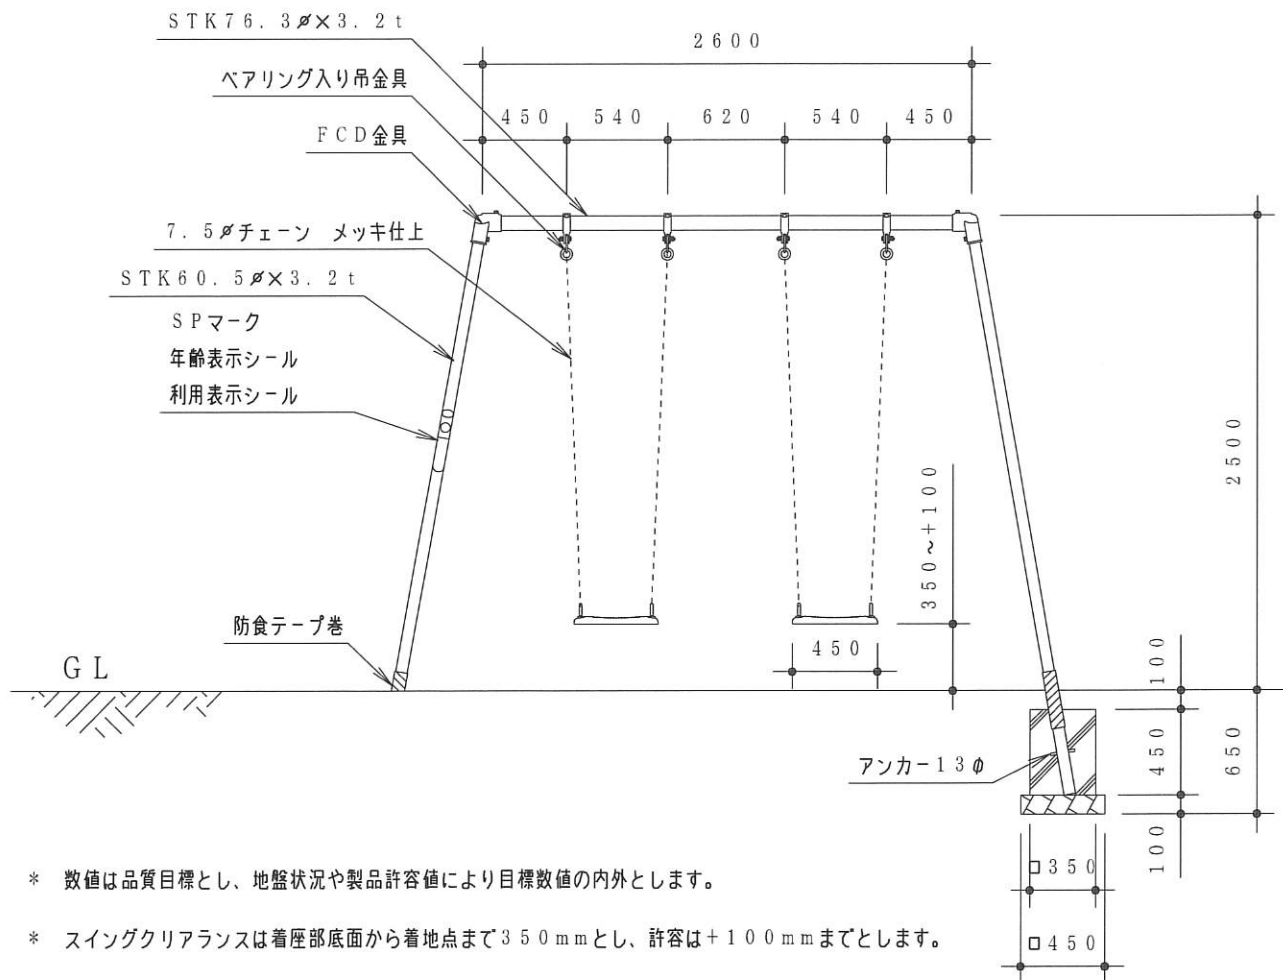 STK76.3φ×3.2t
2600
ベアリング入り吊金具
450 540 620 540 450
FCD金具
7.5φチェーン メッキ仕上
STK60.5φ×3.2t
SPマーク
年齢表示シール
利用表示シール
2500
350~+100
防食テープ巻
450
GL
100
450
650
アンカー13φ
100
□350
□450
* 数値は品質目標とし、地盤状況や製品許容値により目標数値の内外とします。
* スイングクリアランスは着座部底面から着地点まで350mmとし、許容は+100mmまでとします。